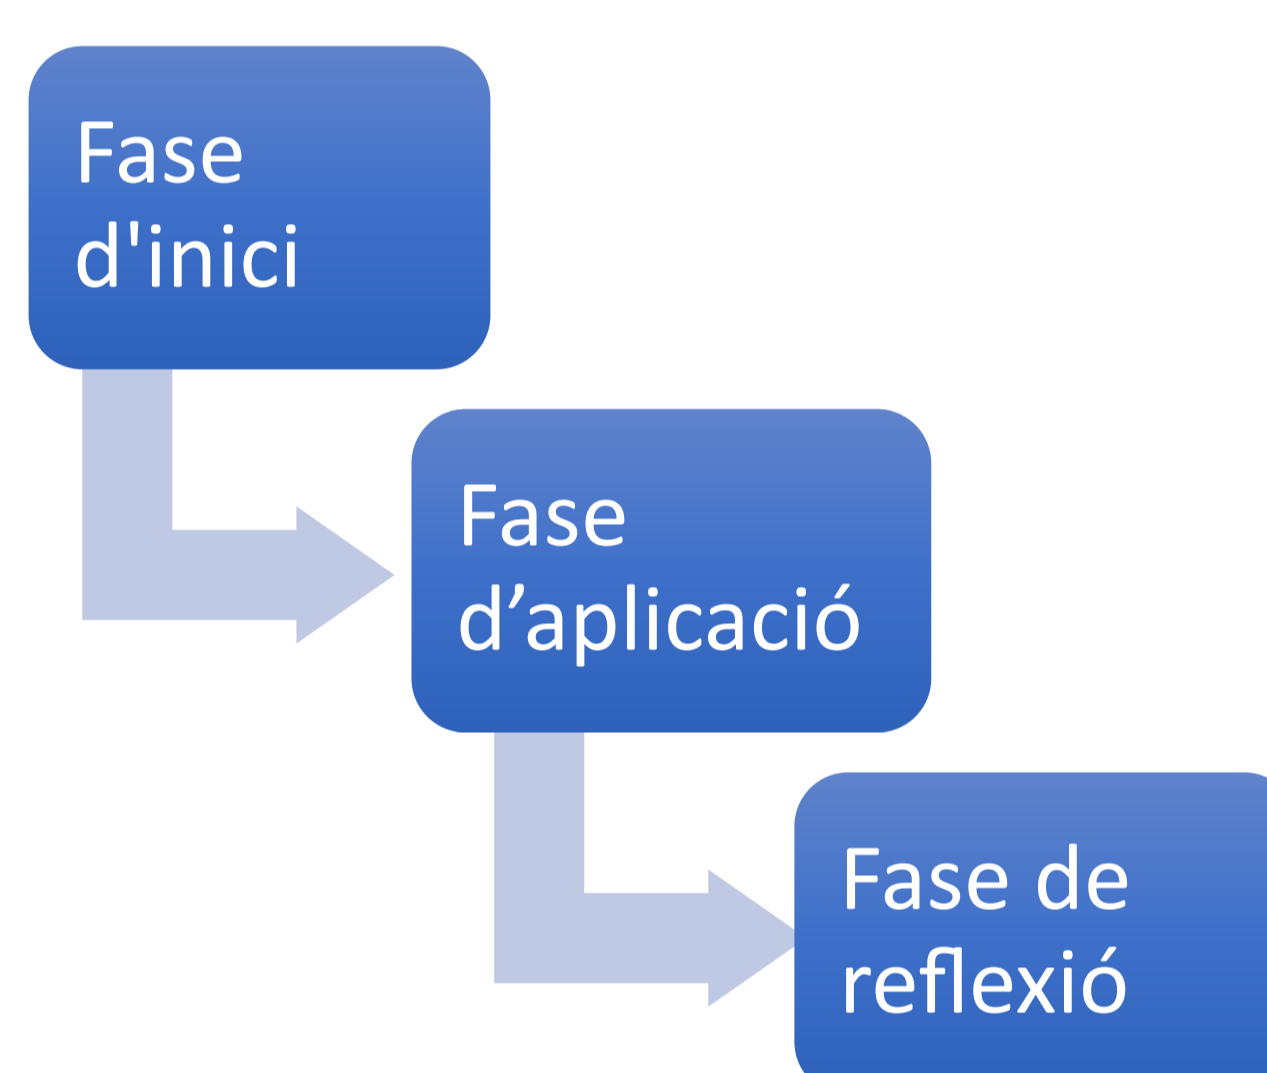 Fase
d'inici
Fase
d’aplicació
Fase de
reflexió